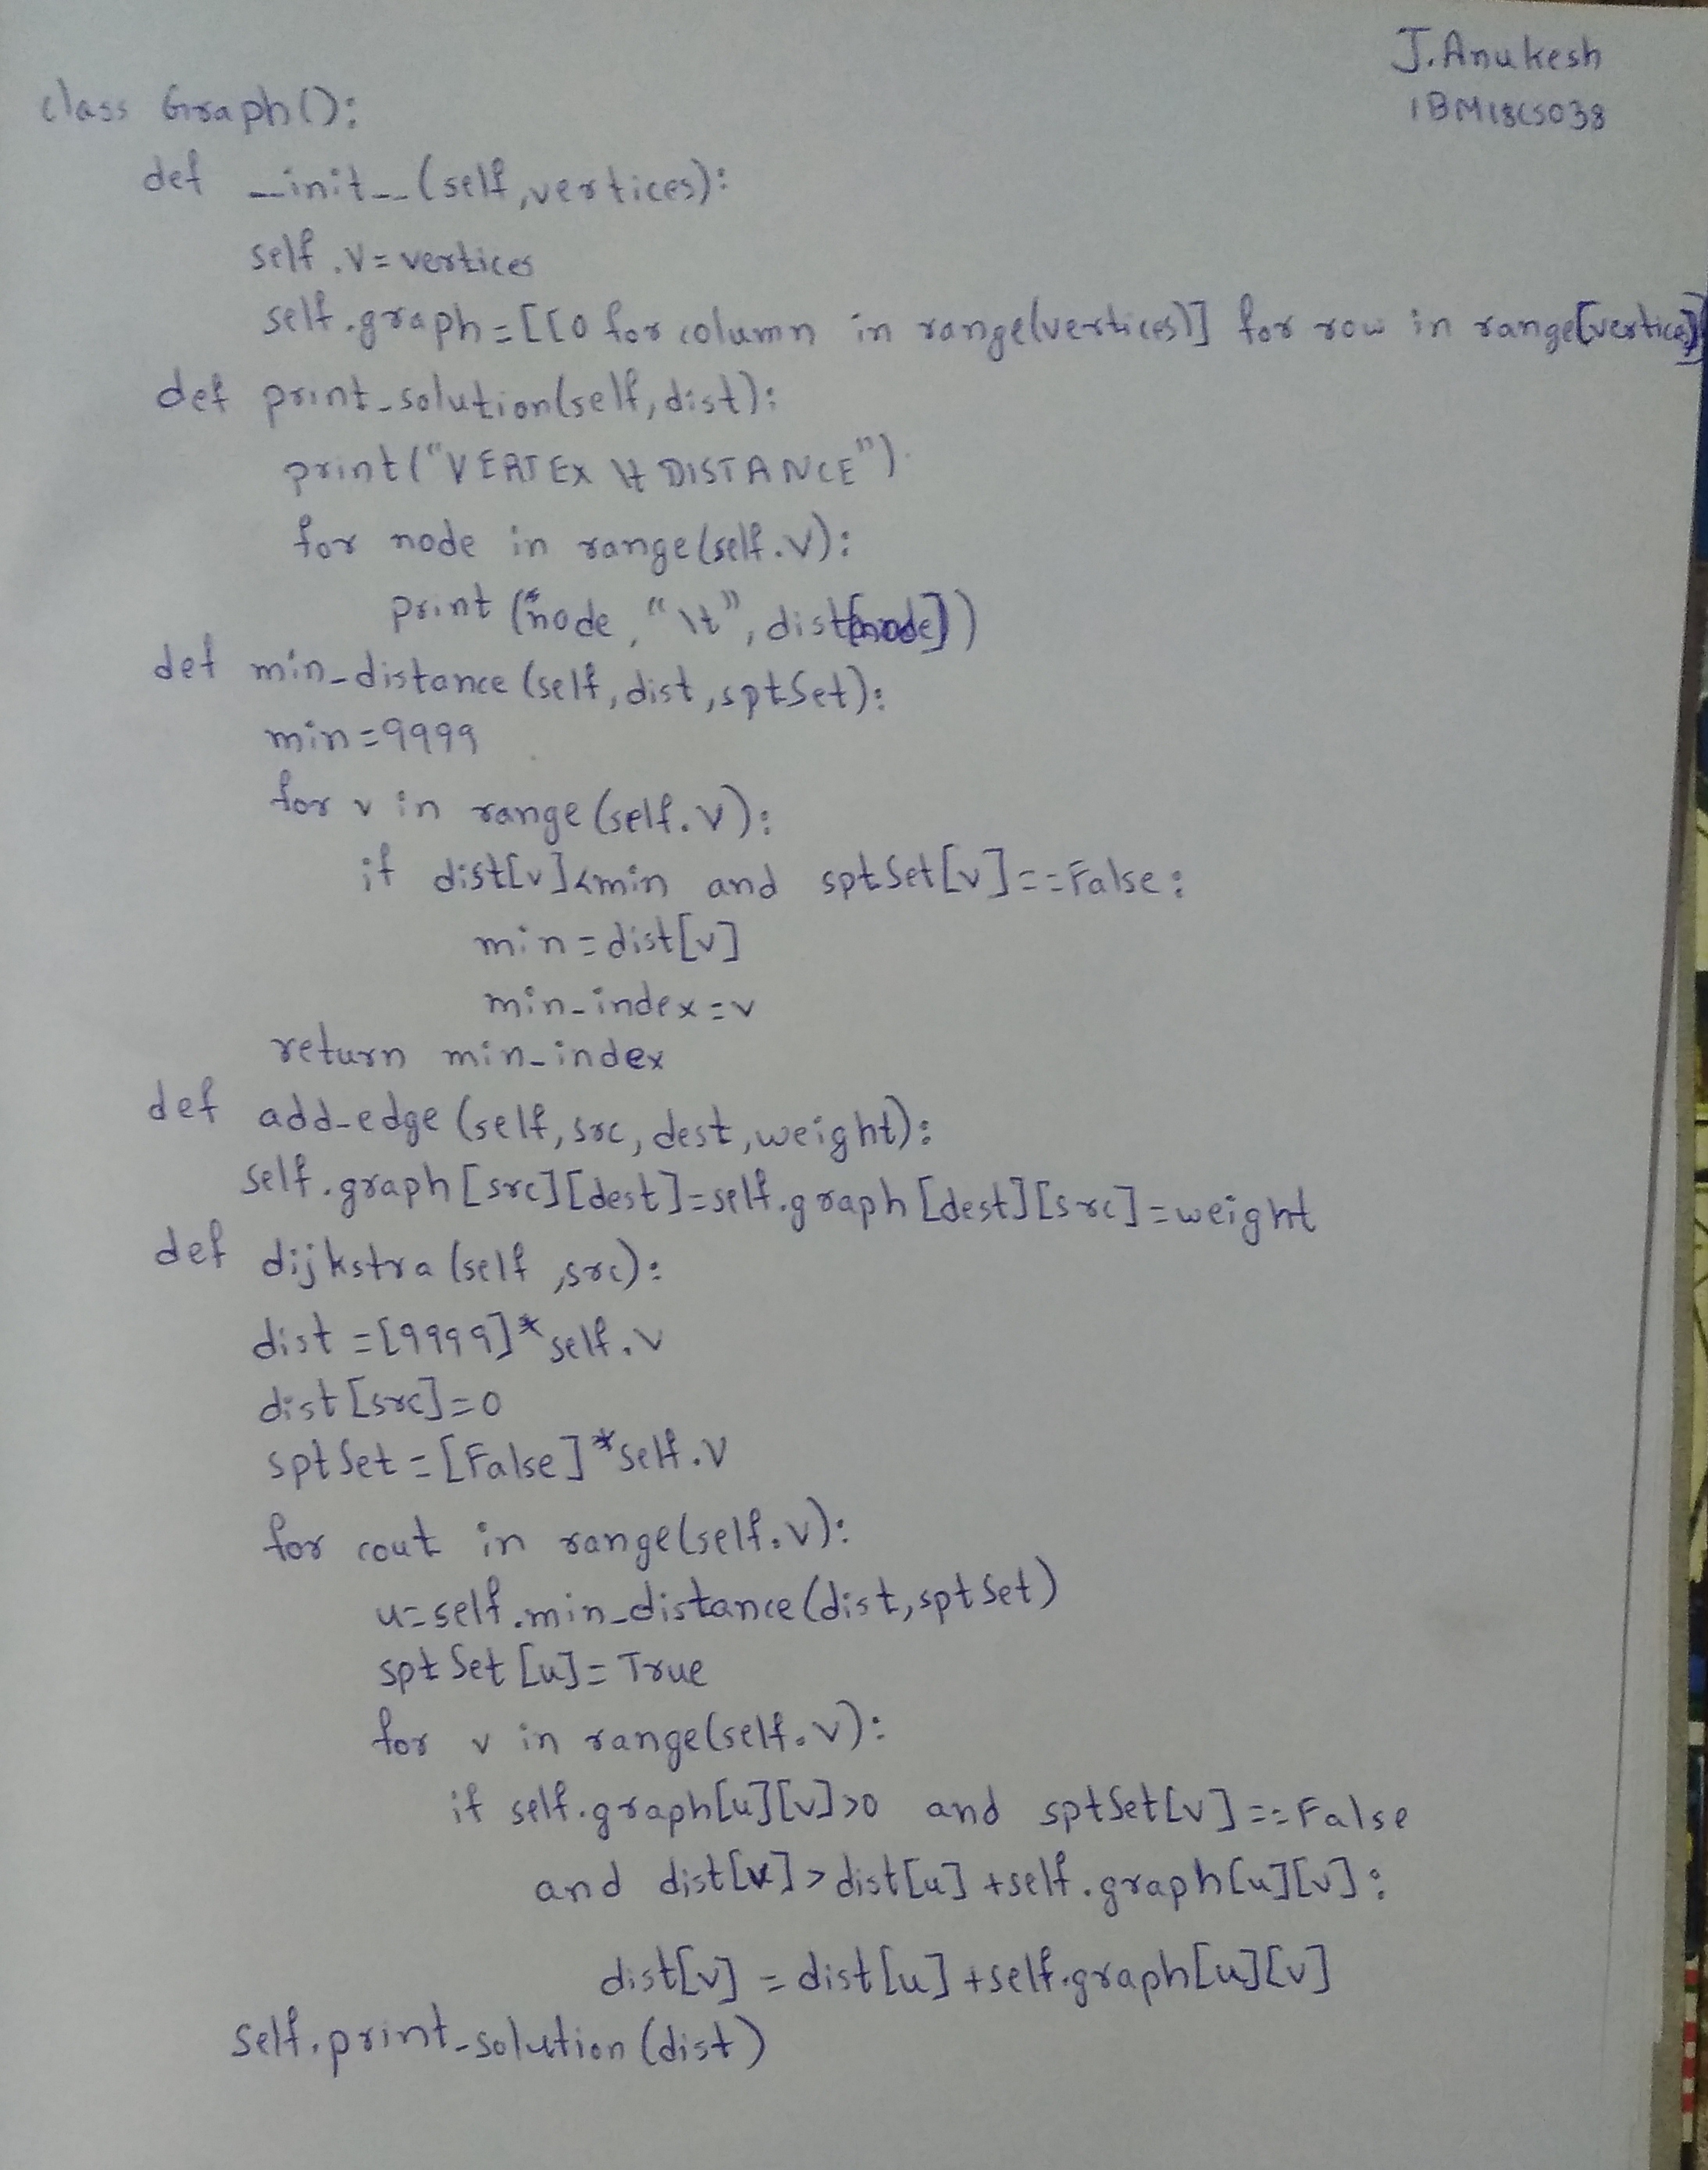 J.Anukesh
1BM18CS038
class Graph():
def __init__(self,vertices):
self.V=vertices
self.graph=[[0 for column in range(vertices)] for row in range(vertices)]
def print_solution(self,dist):
print("VERTEX \t DISTANCE")
for node in range(self.V):
print(node,"\t",dist[node])
def min_distance(self,dist,sptSet):
min=9999
for v in range(self.V):
if dist[v]<min and sptSet[v]==False:
min=dist[v]
min_index=v
return min_index
def add_edge(self,src,dest,weight):
self.graph[src][dest]=self.graph[dest][src]=weight
def dijkstra(self,src):
dist=[9999]*self.V
dist[src]=0
sptSet=[False]*self.V
for cout in range(self.V):
u=self.min_distance(dist,sptSet)
sptSet[u]=True
for v in range(self.V):
if self.graph[u][v]>0 and sptSet[v]==False
and dist[v]>dist[u]+self.graph[u][v]:
dist[v]=dist[u]+self.graph[u][v]
self.print_solution(dist)